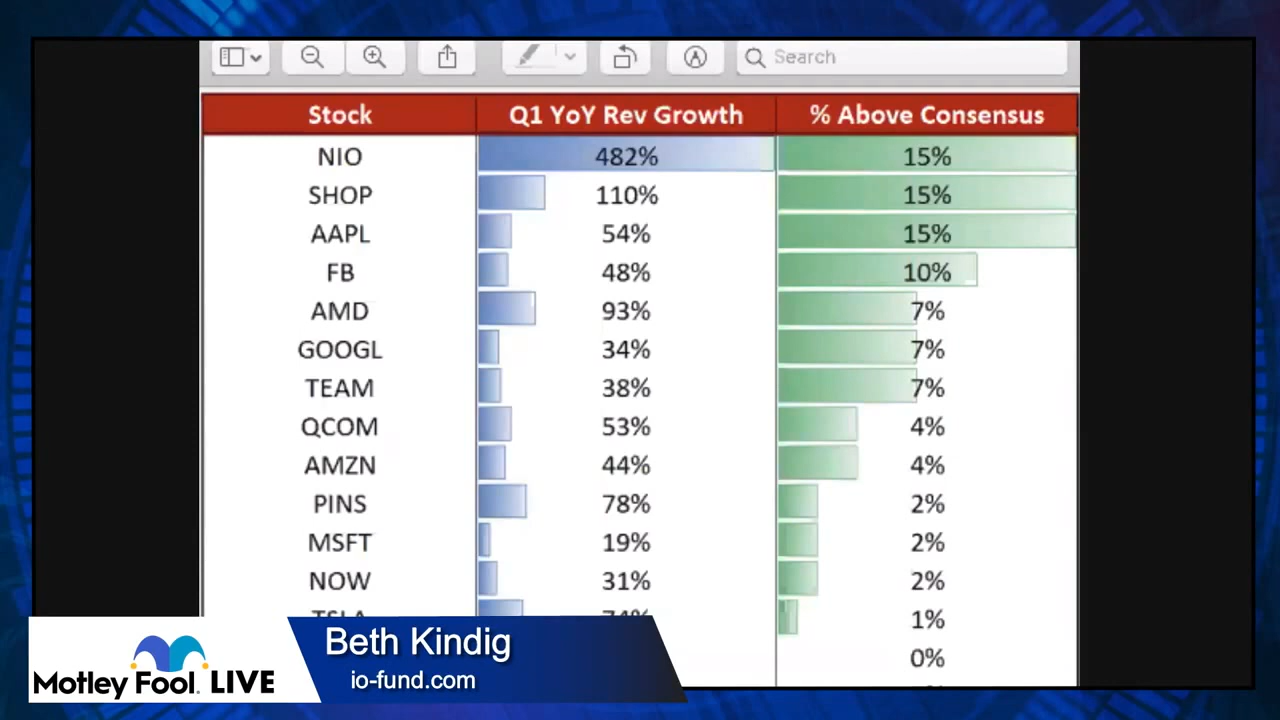 Search
Stock Q1 YoY Rev Growth % Above Consensus
NIO 482% 15%
SHOP 110% 15%
AAPL 54% 15%
FB 48% 10%
AMD 93% 7%
GOOGL 34% 7%
TEAM 38% 7%
QCOM 53% 4%
AMZN 44% 4%
PINS 78% 2%
MSFT 19% 2%
NOW 31% 2%
TSLA 74% 1%
0%
Beth Kindig
io-fund.com
Motley Fool. LIVE